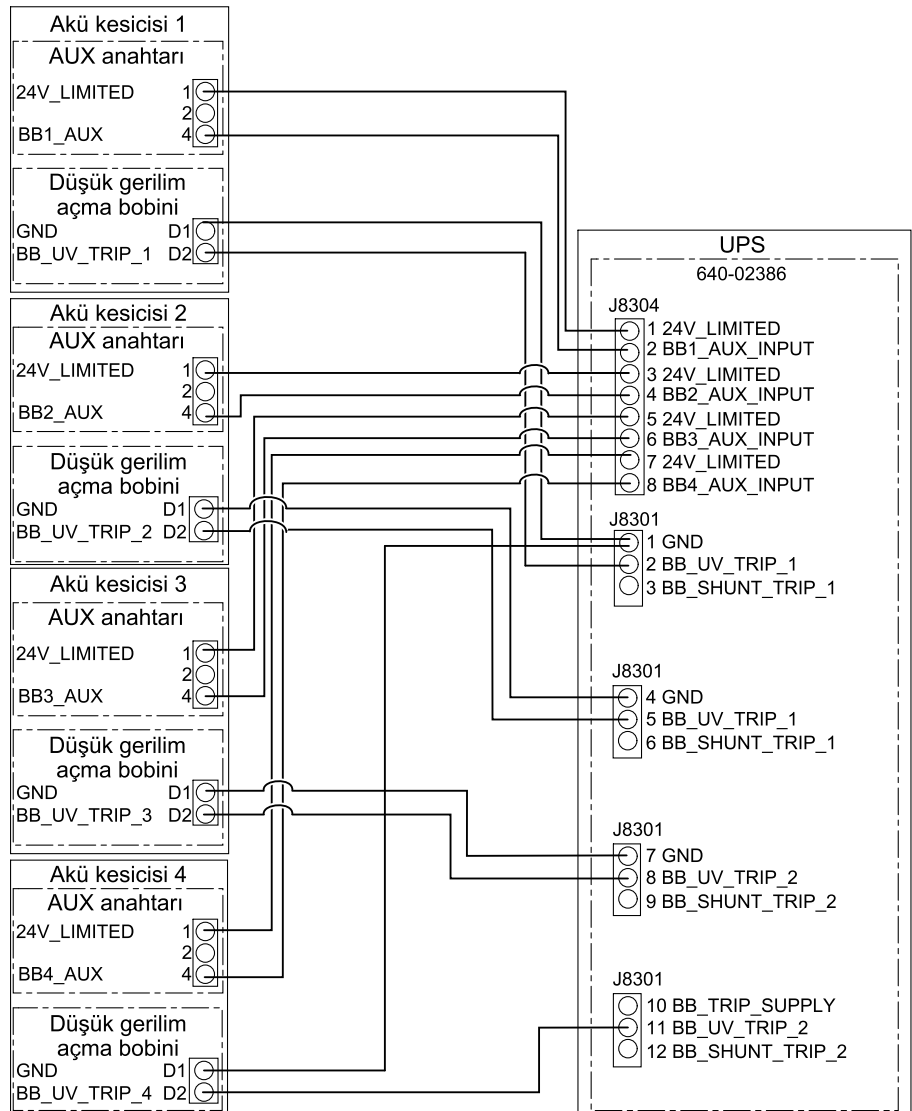 Akü kesicisi 1
AUX anahtarı
24V_LIMITED 1
2
BB1_AUX 4
Düşük gerilim
açma bobini
GND D1
BB_UV_TRIP_1 D2
Akü kesicisi 2
AUX anahtarı
24V_LIMITED 1
2
BB2_AUX 4
Düşük gerilim
açma bobini
GND D1
BB_UV_TRIP_2 D2
Akü kesicisi 3
AUX anahtarı
24V_LIMITED 1
2
BB3_AUX 4
Düşük gerilim
açma bobini
GND D1
BB_UV_TRIP_3 D2
Akü kesicisi 4
AUX anahtarı
24V_LIMITED 1
2
BB4_AUX 4
Düşük gerilim
açma bobini
GND D1
BB_UV_TRIP_4 D2
UPS
640-02386
J8304
1 24V_LIMITED
2 BB1_AUX_INPUT
3 24V_LIMITED
4 BB2_AUX_INPUT
5 24V_LIMITED
6 BB3_AUX_INPUT
7 24V_LIMITED
8 BB4_AUX_INPUT
J8301
1 GND
2 BB_UV_TRIP_1
3 BB_SHUNT_TRIP_1
J8301
4 GND
5 BB_UV_TRIP_1
6 BB_SHUNT_TRIP_1
J8301
7 GND
8 BB_UV_TRIP_2
9 BB_SHUNT_TRIP_2
J8301
10 BB_TRIP_SUPPLY
11 BB_UV_TRIP_2
12 BB_SHUNT_TRIP_2